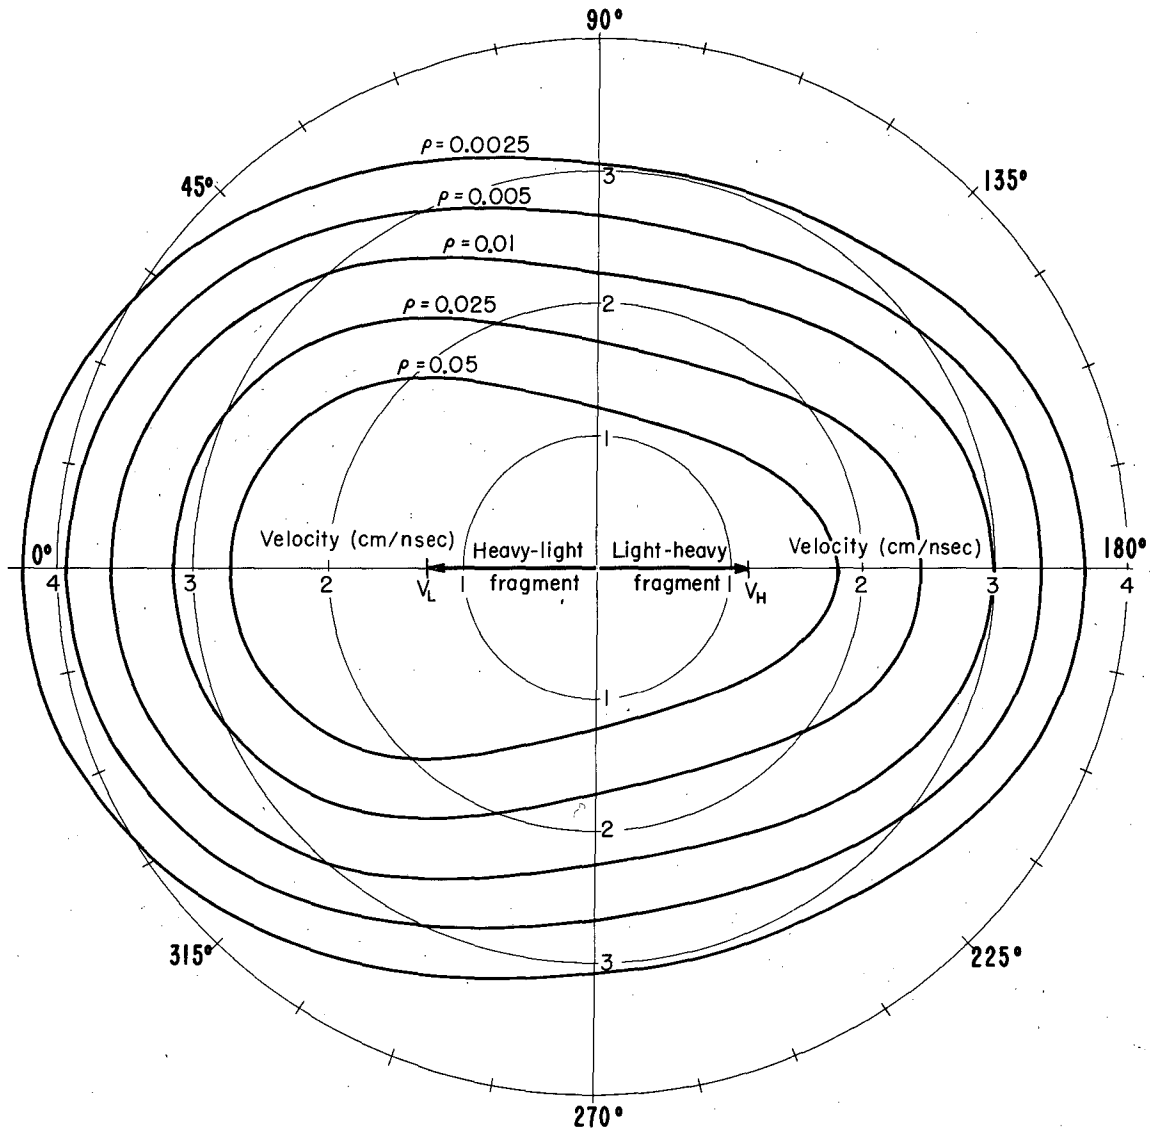 90°
ρ=0.0025
45°
135°
3
ρ=0.005
ρ=0.01
2
ρ=0.025
ρ=0.05
1
0°
Velocity (cm/nsec)
Heavy-light
Light-heavy
Velocity (cm/nsec)
180°
4
3
2
V_L
1
fragment
fragment
1
V_H
2
3
4
1
2
3
315°
225°
270°